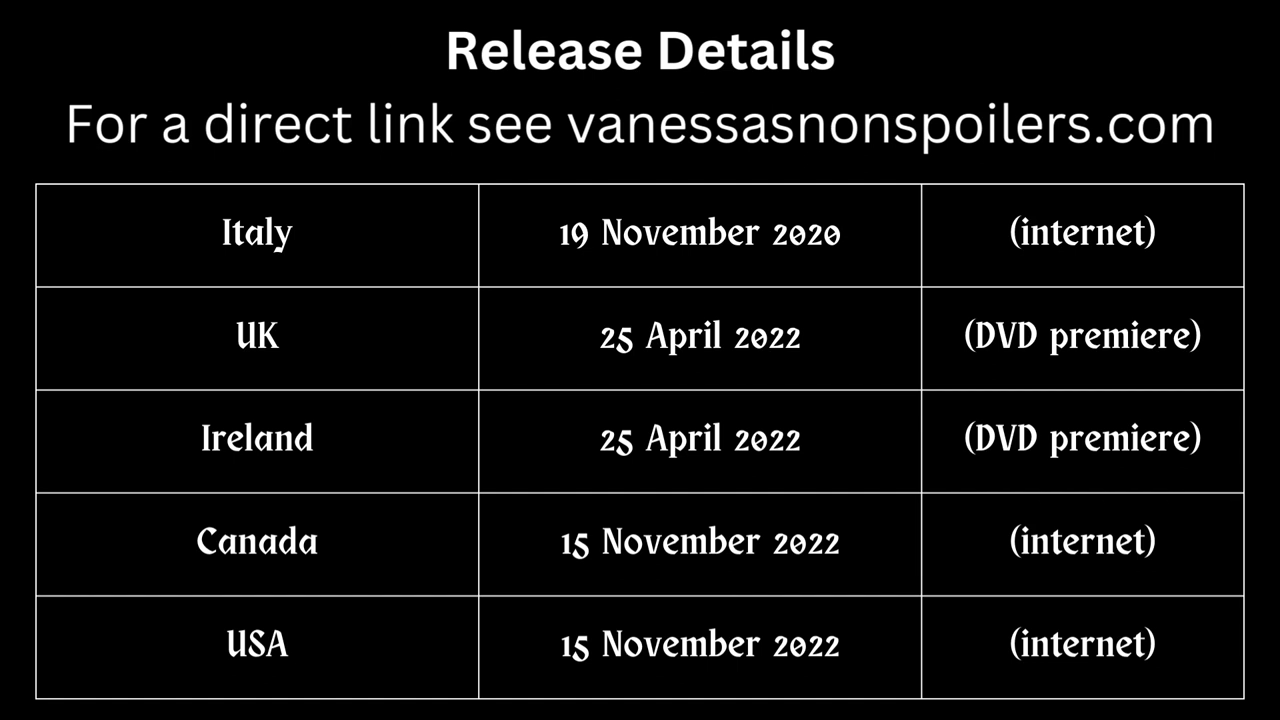 Release Details
For a direct link see vanessasnonspoilers.com
Italy 19 November 2020 (internet)
UK 25 April 2022 (DVD premiere)
Ireland 25 April 2022 (DVD premiere)
Canada 15 November 2022 (internet)
USA 15 November 2022 (internet)